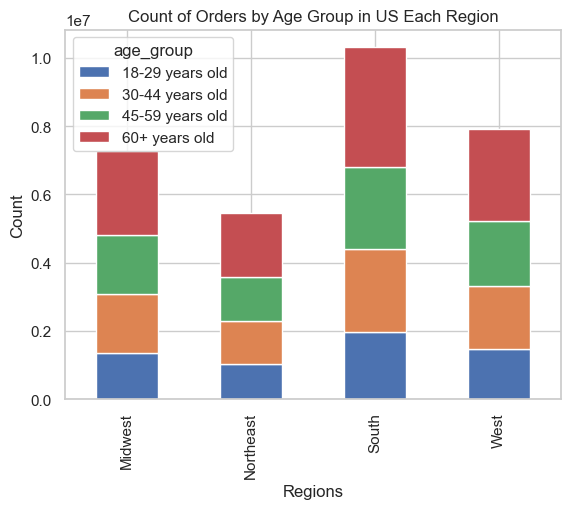 Count of Orders by Age Group in US Each Region
1e7
age_group
18-29 years old
30-44 years old
45-59 years old
60+ years old
1.0
0.8
0.6
0.4
0.2
0.0
Count
Midwest
Northeast
South
West
Regions